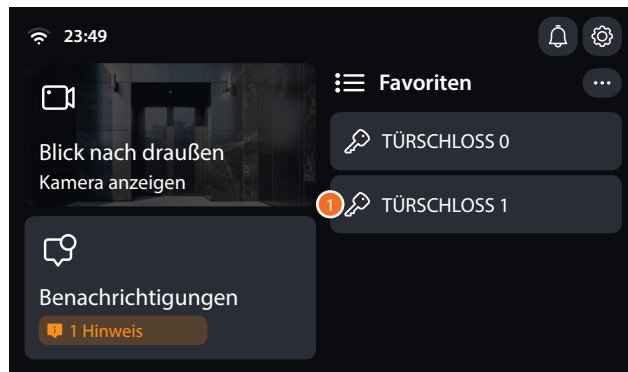 23:49
Blick nach draußen
Kamera anzeigen
Benachrichtigungen
1 Hinweis
Favoriten
TÜRSCHLOSS 0
1
TÜRSCHLOSS 1